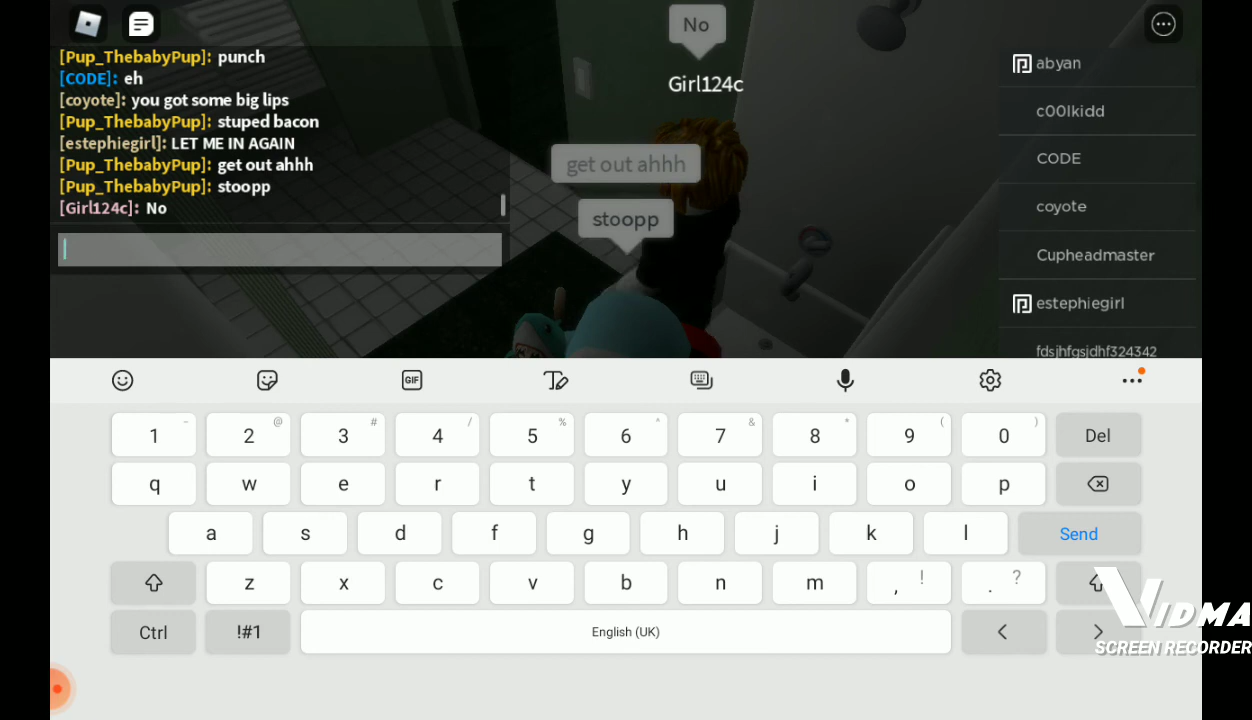 [Pup_ThebabyPup]: punch
[CODE]: eh
[coyote]: you got some big lips
[Pup_ThebabyPup]: stuped bacon
[estephiegirl]: LET ME IN AGAIN
[Pup_ThebabyPup]: get out ahhh
[Pup_ThebabyPup]: stoopp
[Girl124c]: No
No
Girl124c
get out ahhh
stoopp
abyan
c00lkidd
CODE
coyote
Cupheadmaster
estephiegirl
fdsjhfgsjdhf324342
GIF
1 - 2 @ 3 # 4 / 5 % 6 ^ 7 & 8 * 9 ( 0 ) Del
q w e r t y u i o p
a s d f g h j k l Send
z x c v b n m , ! . ?
Ctrl !#1 English (UK) < >
VIDMA
SCREEN RECORDER